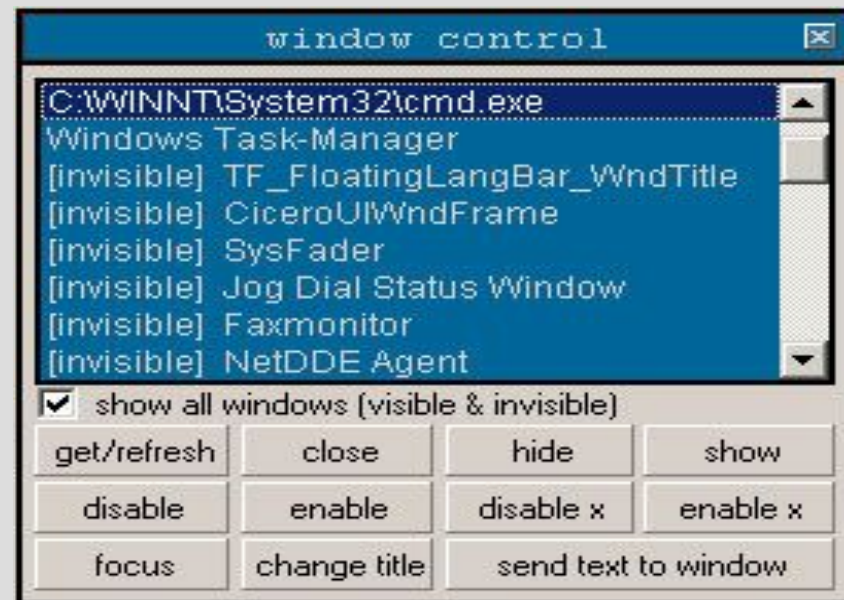 window control
C:\WINNT\System32\cmd.exe
Windows Task-Manager
[invisible] TF_FloatingLangBar_WndTitle
[invisible] CiceroUIWndFrame
[invisible] SysFader
[invisible] Jog Dial Status Window
[invisible] Faxmonitor
[invisible] NetDDE Agent
show all windows (visible & invisible)
get/refresh close hide show
disable enable disable x enable x
focus change title send text to window